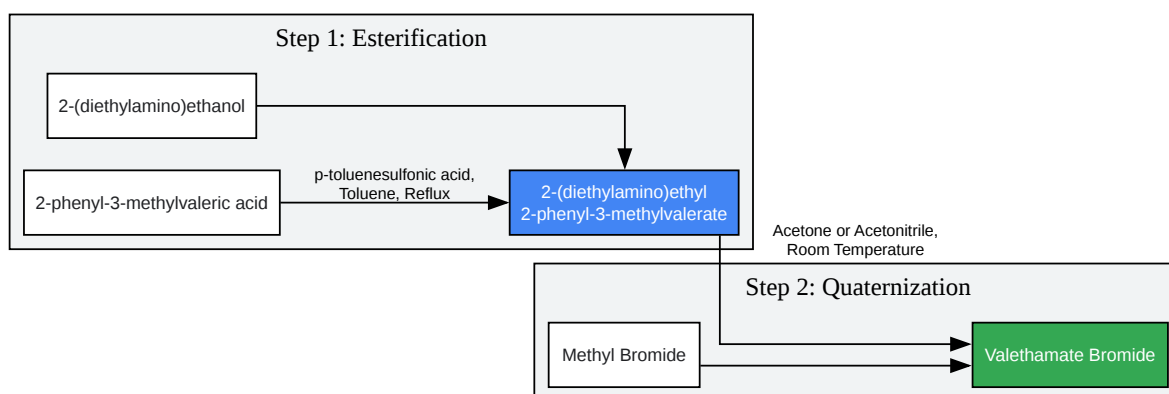 Step 1: Esterification
2-(diethylamino)ethanol
2-phenyl-3-methylvaleric acid
p-toluenesulfonic acid,
Toluene, Reflux
2-(diethylamino)ethyl
2-phenyl-3-methylvalerate
Acetone or Acetonitrile,
Room Temperature
Step 2: Quaternization
Methyl Bromide
Valethamate Bromide